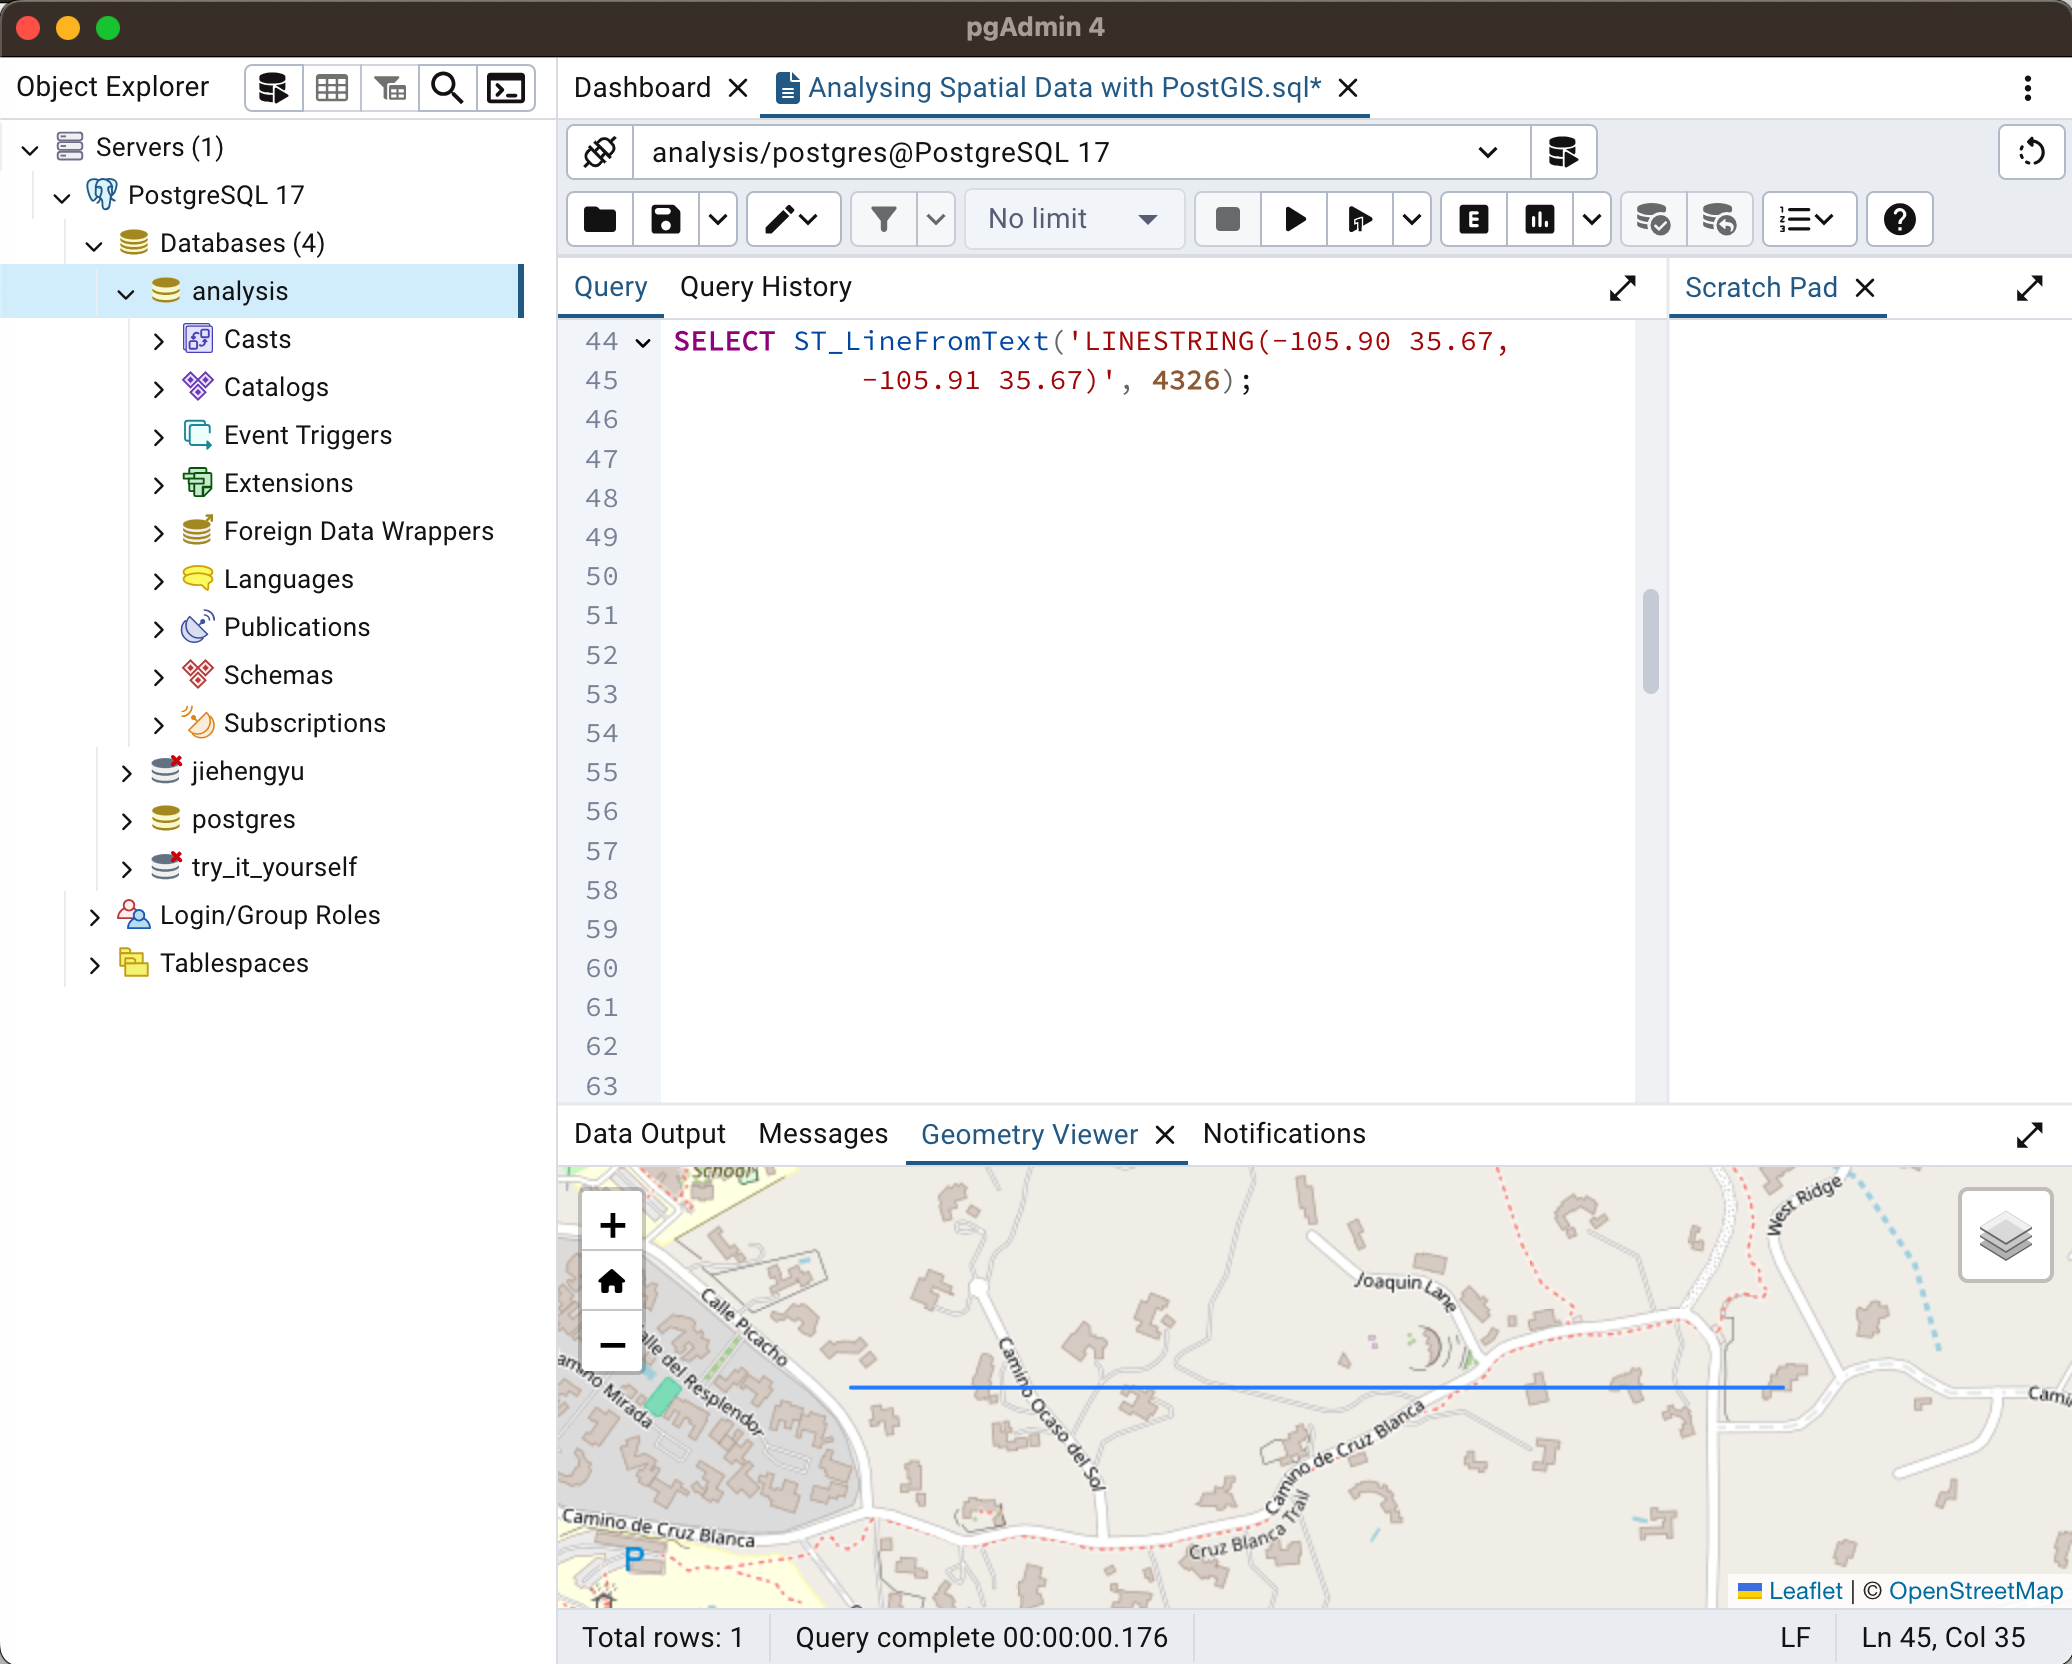 pgAdmin 4
Object Explorer
Servers (1)
PostgreSQL 17
Databases (4)
analysis
Casts
Catalogs
Event Triggers
Extensions
Foreign Data Wrappers
Languages
Publications
Schemas
Subscriptions
jiehengyu
postgres
try_it_yourself
Login/Group Roles
Tablespaces
Dashboard
Analysing Spatial Data with PostGIS.sql*
analysis/postgres@PostgreSQL 17
No limit
E
Query
Query History
Scratch Pad
44 SELECT ST_LineFromText('LINESTRING(-105.90 35.67,
45 -105.91 35.67)', 4326);
46
47
48
49
50
51
52
53
54
55
56
57
58
59
60
61
62
63
Data Output
Messages
Geometry Viewer
Notifications
School
West Ridge
Joaquin Lane
Calle Picacho
Calle del Resplendor
Camino Mirada
Camino Ocaso del Sol
Camino de Cruz Blanca
Cruz Blanca Trail
Camino de Cruz Blanca
P
Leaflet | © OpenStreetMap
Total rows: 1
Query complete 00:00:00.176
LF
Ln 45, Col 35